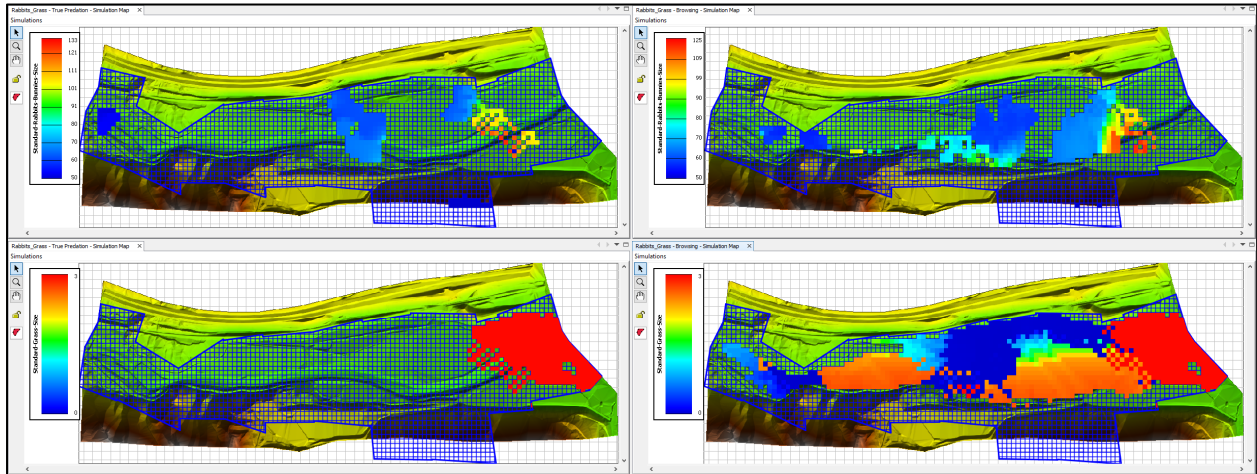 Rabbits_Grass - True Predation - Simulation Map
Simulations
Standard-Rabbits-Bunnies-Size
133
121
111
101
91
81
70
60
50
Rabbits_Grass - Browsing - Simulation Map
Simulations
Standard-Rabbits-Bunnies-Size
125
109
99
90
80
70
60
50
Rabbits_Grass - True Predation - Simulation Map
Simulations
Standard-Grass-Size
3
0
Rabbits_Grass - Browsing - Simulation Map
Simulations
Standard-Grass-Size
3
0